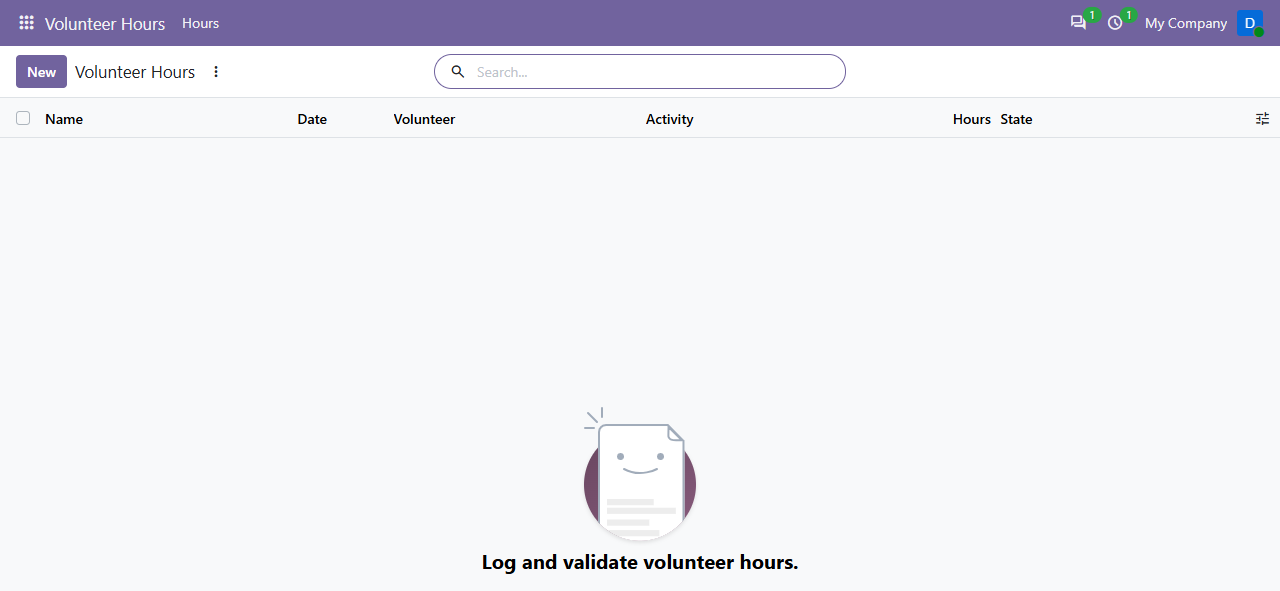 Volunteer Hours Hours 1 1 My Company D
New Volunteer Hours Search...
Name Date Volunteer Activity Hours State
Log and validate volunteer hours.